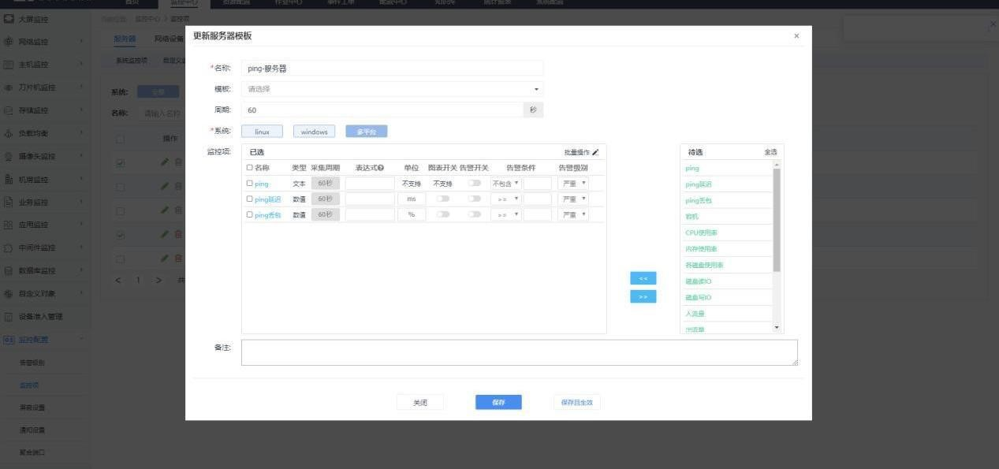 首页 监控中心 资源配置 作业中心 事件工单 配置中心 知识库 统计报表 系统配置
大屏监控
网络监控
主机监控
刀片机监控
存储监控
负载均衡
摄像头监控
机房监控
业务监控
应用监控
中间件监控
数据库监控
自定义对象
设备准入管理
监控配置
告警级别
监控项
屏蔽设置
通知设置
聚合端口
当前位置: 监控中心 > 监控项
服务器 网络设备
系统监控项
系统: 全部
名称: 请输入名称
操作
< 1 > 共
更新服务器模板 ×
*名称: ping-服务器
模板: 请选择
周期: 60 秒
*系统: linux windows 多平台
监控项: 已选 批量操作
名称 类型 采集周期 表达式 单位 图表开关 告警开关 告警条件 告警级别
ping 文本 60秒 不支持 不支持 不包含 严重
ping延迟 数值 60秒 ms >= 严重
ping丢包 数值 60秒 % >= 严重
<<
>>
待选 全选
ping
ping延迟
ping丢包
宕机
CPU使用率
内存使用率
各磁盘使用率
磁盘读IO
磁盘写IO
入流量
出流量
备注:
关闭 保存 保存且生效